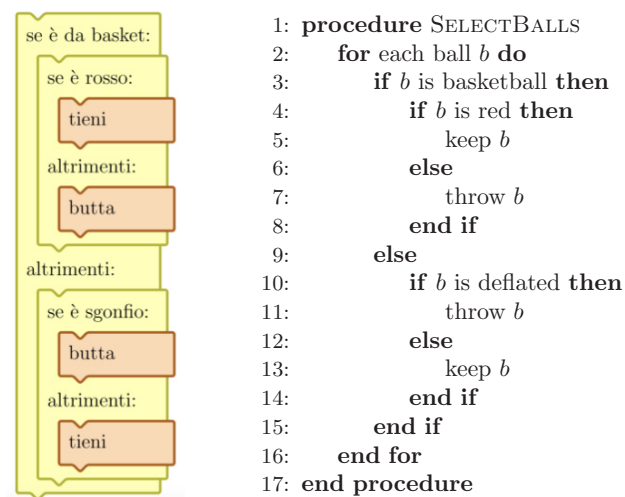 se è da basket:
se è rosso:
tieni
altrimenti:
butta
altrimenti:
se è sgonfio:
butta
altrimenti:
tieni
1: procedure SELECTBALLS
2: for each ball b do
3: if b is basketball then
4: if b is red then
5: keep b
6: else
7: throw b
8: end if
9: else
10: if b is deflated then
11: throw b
12: else
13: keep b
14: end if
15: end if
16: end for
17: end procedure